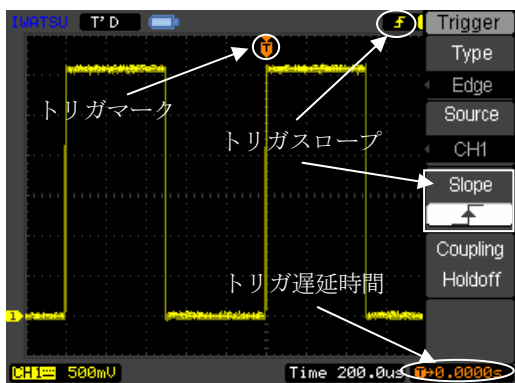 IWATSU T'D Trigger
Type
Edge
Source
CH1
Slope
Coupling
Holdoff
トリガマーク
トリガスロープ
トリガ遅延時間
T
1
CH1 500mV Time 200.0us T→0.0000s